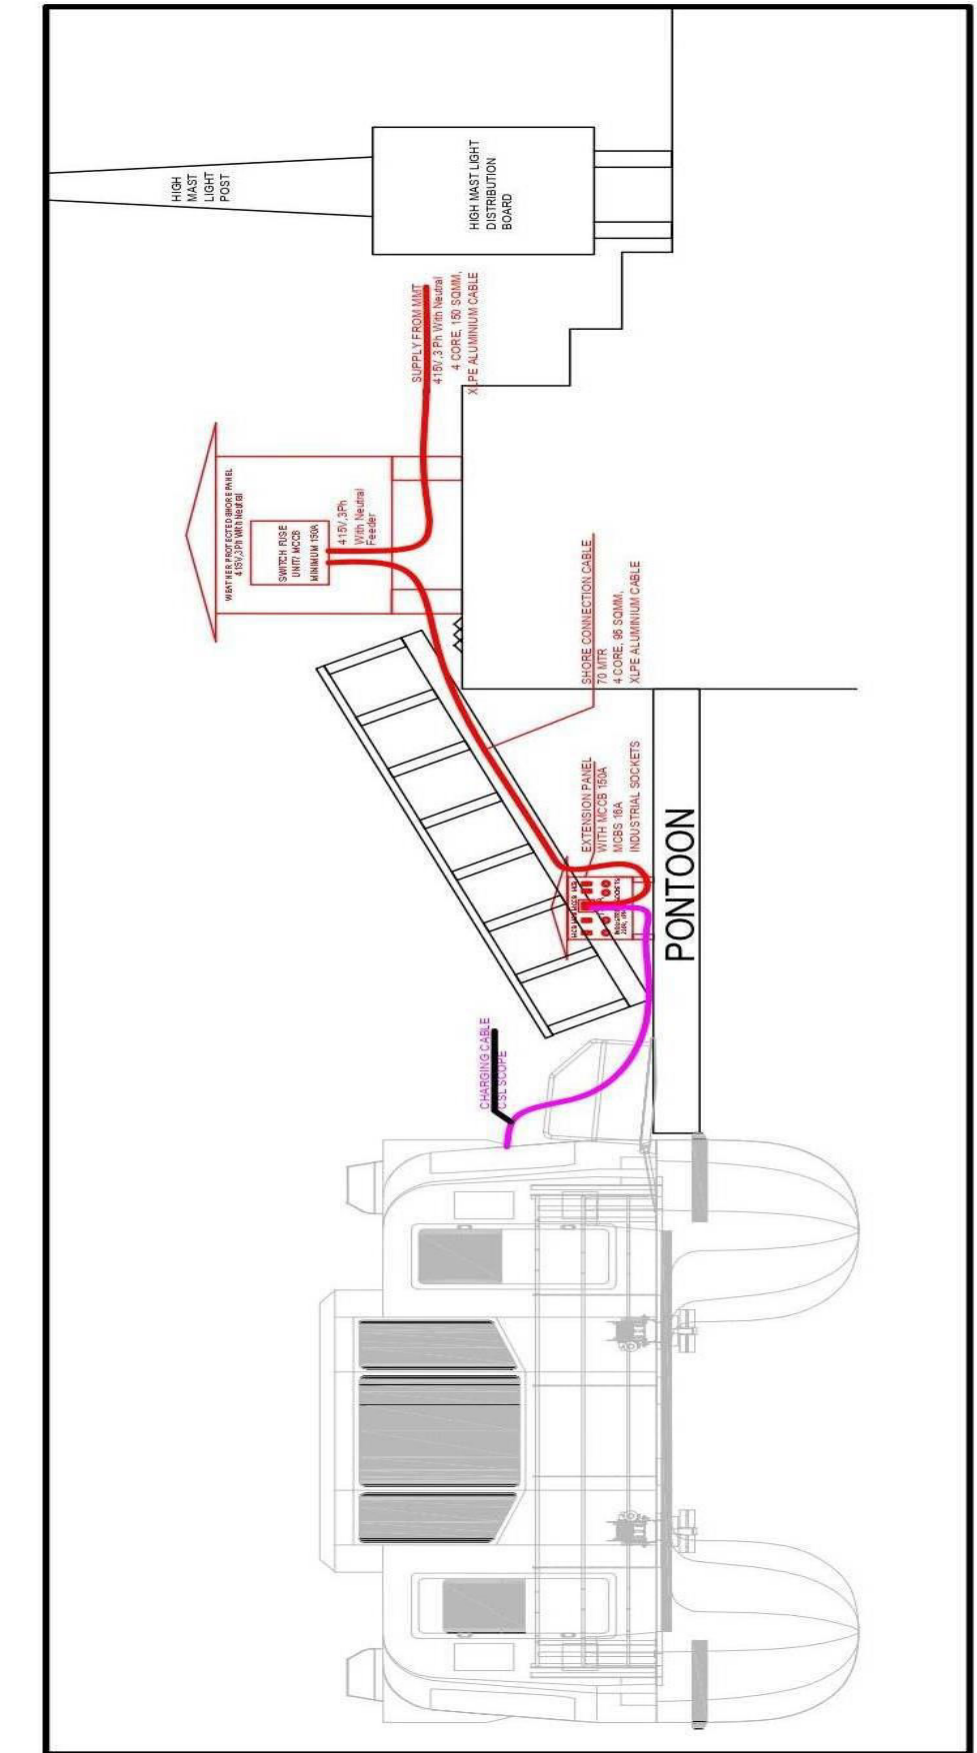 HIGH
MAST
LIGHT
POST
HIGH MAST LIGHT
DISTRIBUTION
BOARD
SUPPLY FROM MMT
415V,3 Ph With Neutral
4 CORE, 150 SQMM,
XLPE ALUMINIUM CABLE
WEATHER PROTECTED SHORE PANEL
415V,3Ph With Neutral
SWITCH FUSE
UNIT/ MCCB
MINIMUM 150A
415V,3Ph
With Neutral
Feeder
SHORE CONNECTION CABLE
70 MTR
4 CORE, 95 SQMM,
XLPE ALUMINIUM CABLE
EXTENSION PANEL
WITH MCCB 150A
MCBS 16A
INDUSTRIAL SOCKETS
PONTOON
CHARGING CABLE
CSL SCOPE